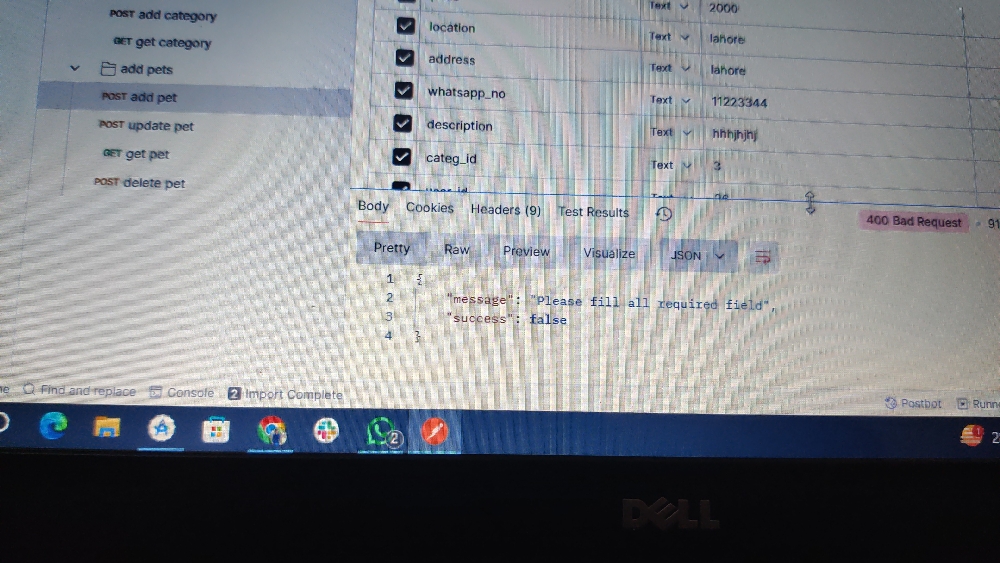 POST add category
GET get category
add pets
POST add pet
POST update pet
GET get pet
POST delete pet
Text 2000
location Text lahore
address Text lahore
whatsapp_no Text 11223344
description Text hhhjhjhj
categ_id Text 3
Body Cookies Headers (9) Test Results 400 Bad Request 91
Pretty Raw Preview Visualize JSON
1 {
2 "message": "Please fill all required field",
3 "success": false
4 }
Find and replace Console 2 Import Complete Postbot
2
1
DELL